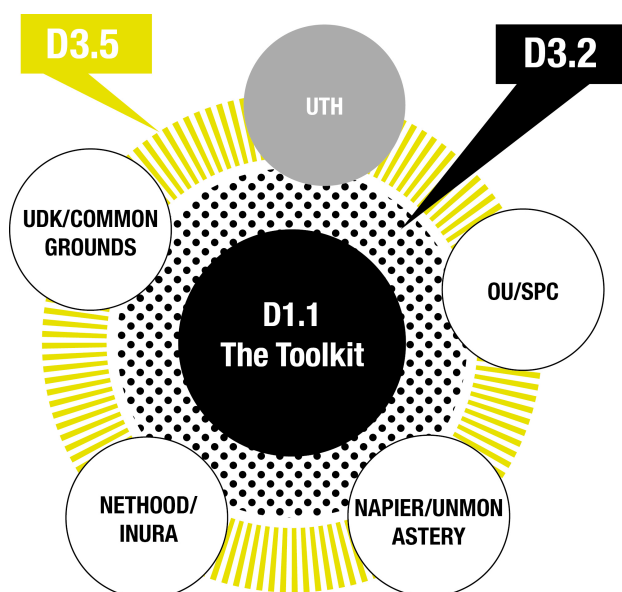 D3.5
D3.2
UTH
UDK/COMMON
GROUNDS
OU/SPC
D1.1
The Toolkit
NETHOOD/
INURA
NAPIER/UNMON
ASTERY